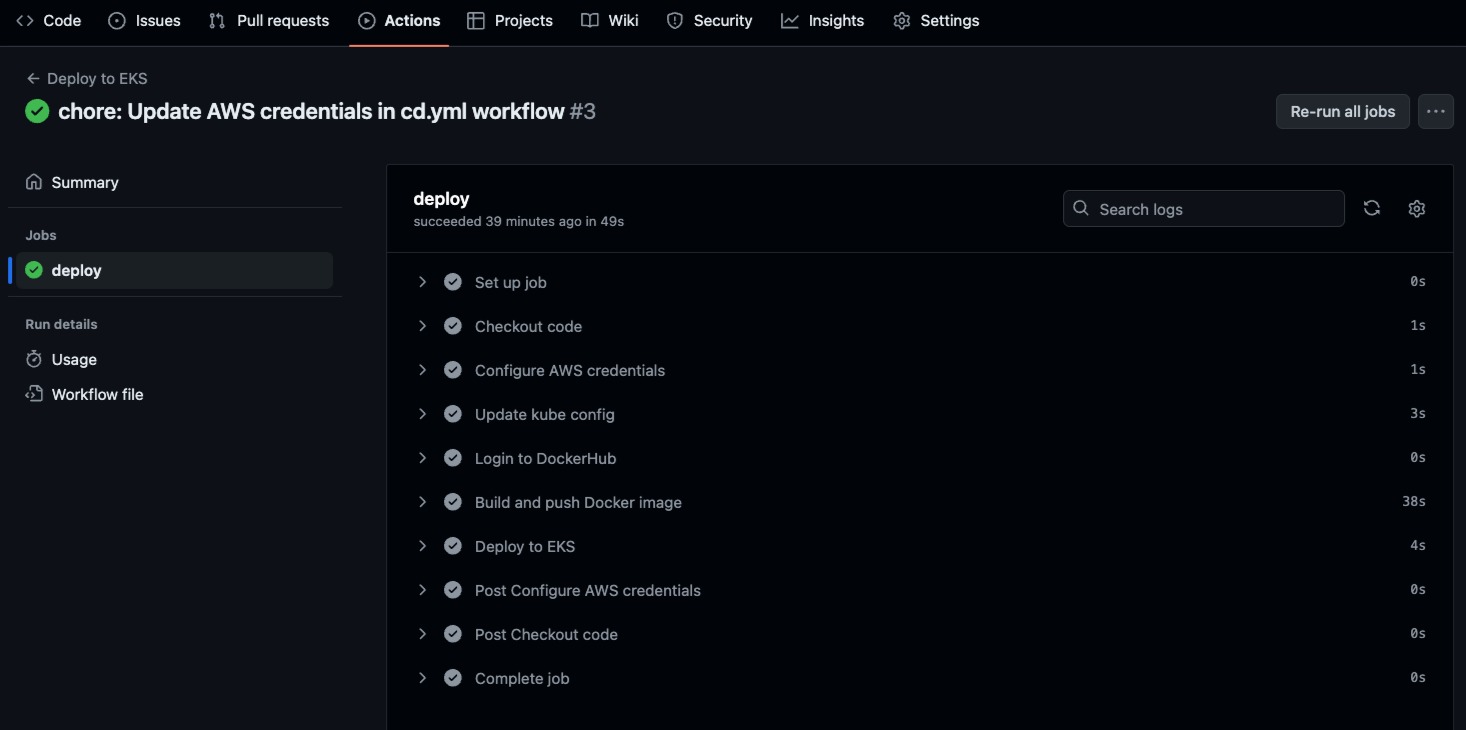 Code Issues Pull requests Actions Projects Wiki Security Insights Settings
Deploy to EKS
chore: Update AWS credentials in cd.yml workflow #3
Re-run all jobs
Summary
Jobs
deploy
Run details
Usage
Workflow file
deploy
succeeded 39 minutes ago in 49s
Search logs
Set up job 0s
Checkout code 1s
Configure AWS credentials 1s
Update kube config 3s
Login to DockerHub 0s
Build and push Docker image 38s
Deploy to EKS 4s
Post Configure AWS credentials 0s
Post Checkout code 0s
Complete job 0s